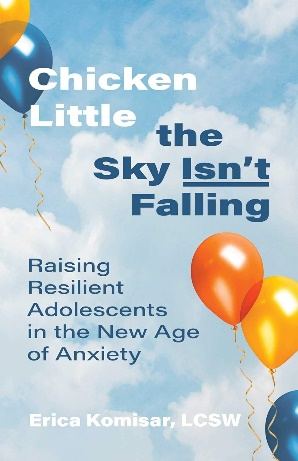 Chicken
Little
the
Sky Isn't
Falling
Raising
Resilient
Adolescents
in the New Age
of Anxiety
Erica Komisar, LCSW